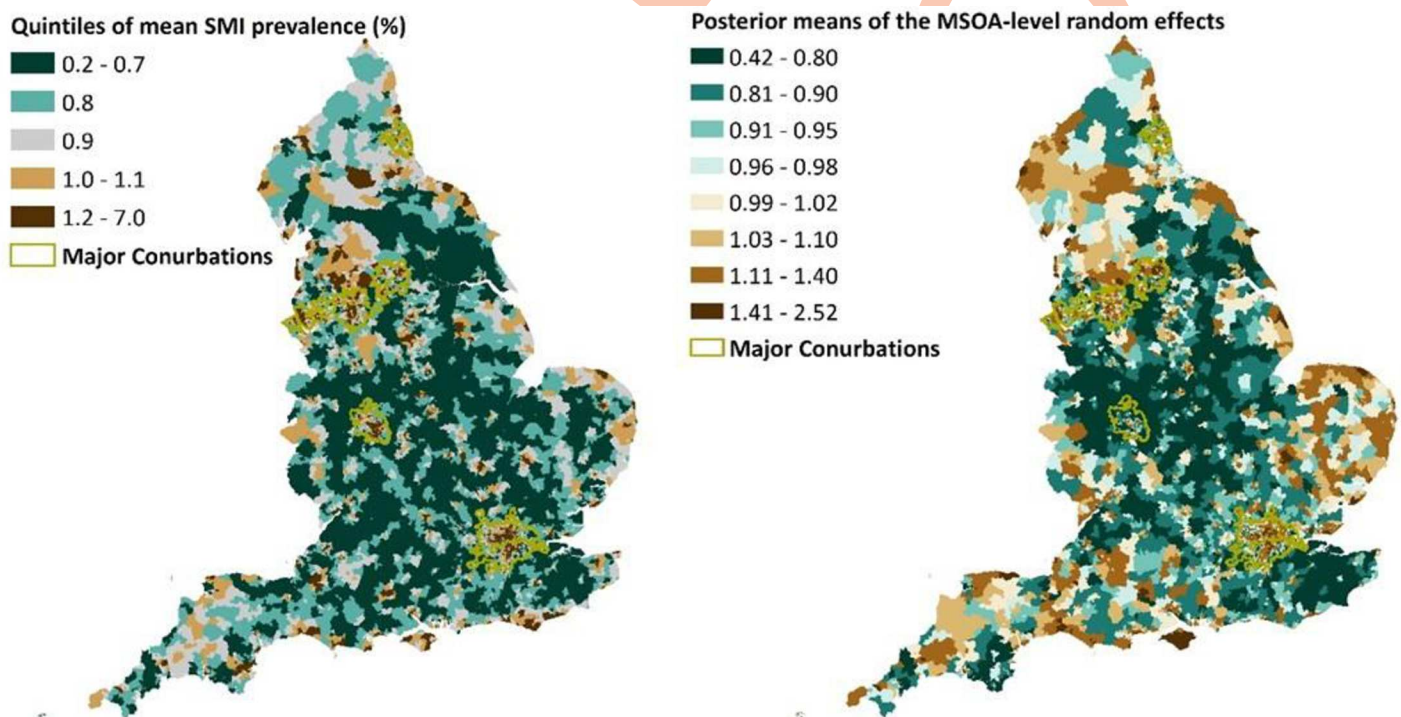 Quintiles of mean SMI prevalence (%)
0.2 - 0.7
0.8
0.9
1.0 - 1.1
1.2 - 7.0
Major Conurbations
Posterior means of the MSOA-level random effects
0.42 - 0.80
0.81 - 0.90
0.91 - 0.95
0.96 - 0.98
0.99 - 1.02
1.03 - 1.10
1.11 - 1.40
1.41 - 2.52
Major Conurbations